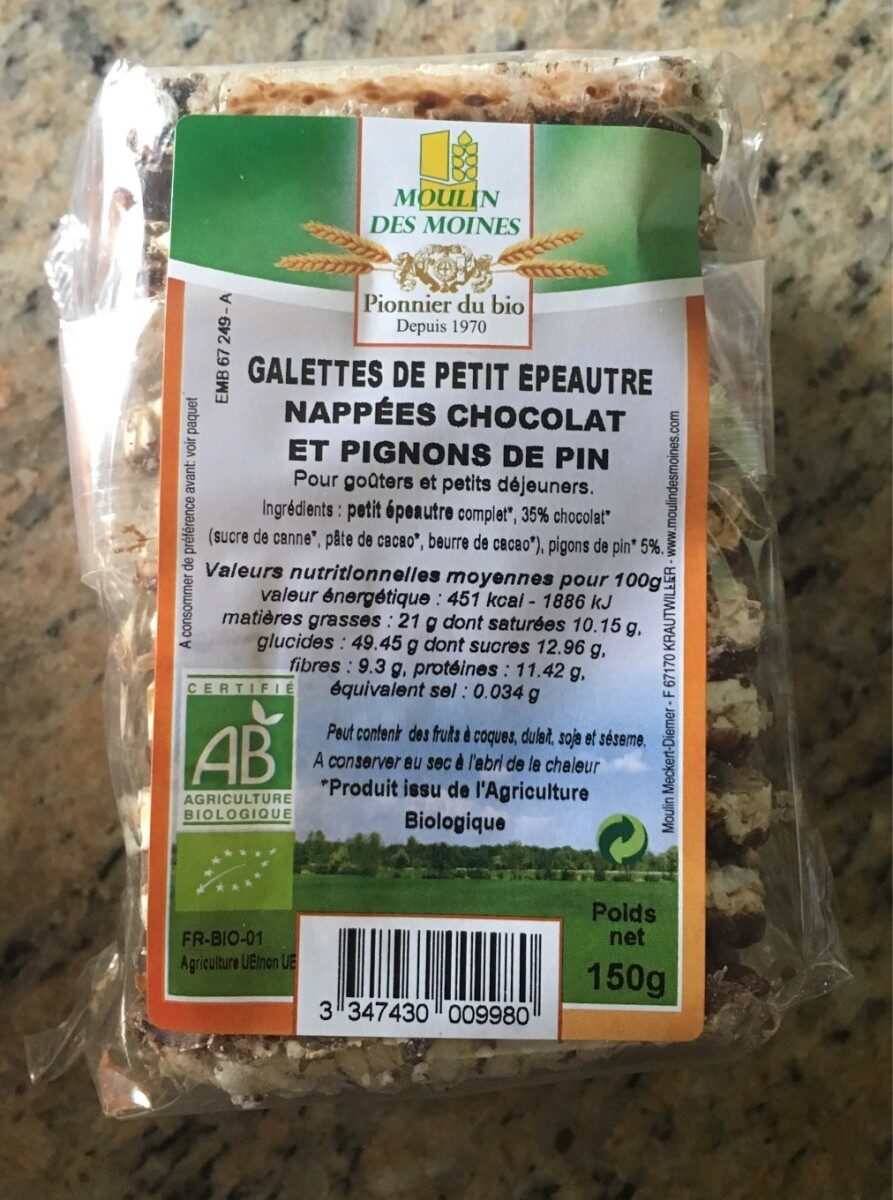 MOULIN
DES MOINES
Pionnier du bio
Depuis 1970
EMB 67 249 - A
A consommer de préférence avant: voir paquet
GALETTES DE PETIT EPEAUTRE
NAPPÉES CHOCOLAT
ET PIGNONS DE PIN
Pour goûters et petits déjeuners.
Ingrédients : petit épeautre complet*, 35% chocolat*
(sucre de canne*, pâte de cacao*, beurre de cacao*), pigons de pin* 5%.
Valeurs nutritionnelles moyennes pour 100g
valeur énergétique : 451 kcal - 1886 kJ
matières grasses : 21 g dont saturées 10.15 g,
glucides : 49.45 g dont sucres 12.96 g,
fibres : 9.3 g, protéines : 11.42 g,
équivalent sel : 0.034 g
Peut contenir des fruits à coques, dulait, soja et sésame.
A conserver au sec à l'abri de la chaleur
*Produit issu de l'Agriculture
Biologique
Moulin Meckert-Diemer - F 67170 KRAUTWILLER - www.moulindesmoines.com
CERTIFIÉ
AB
AGRICULTURE
BIOLOGIQUE
FR-BIO-01
Agriculture UE/non UE
Poids
net
150g
3 347430 009980